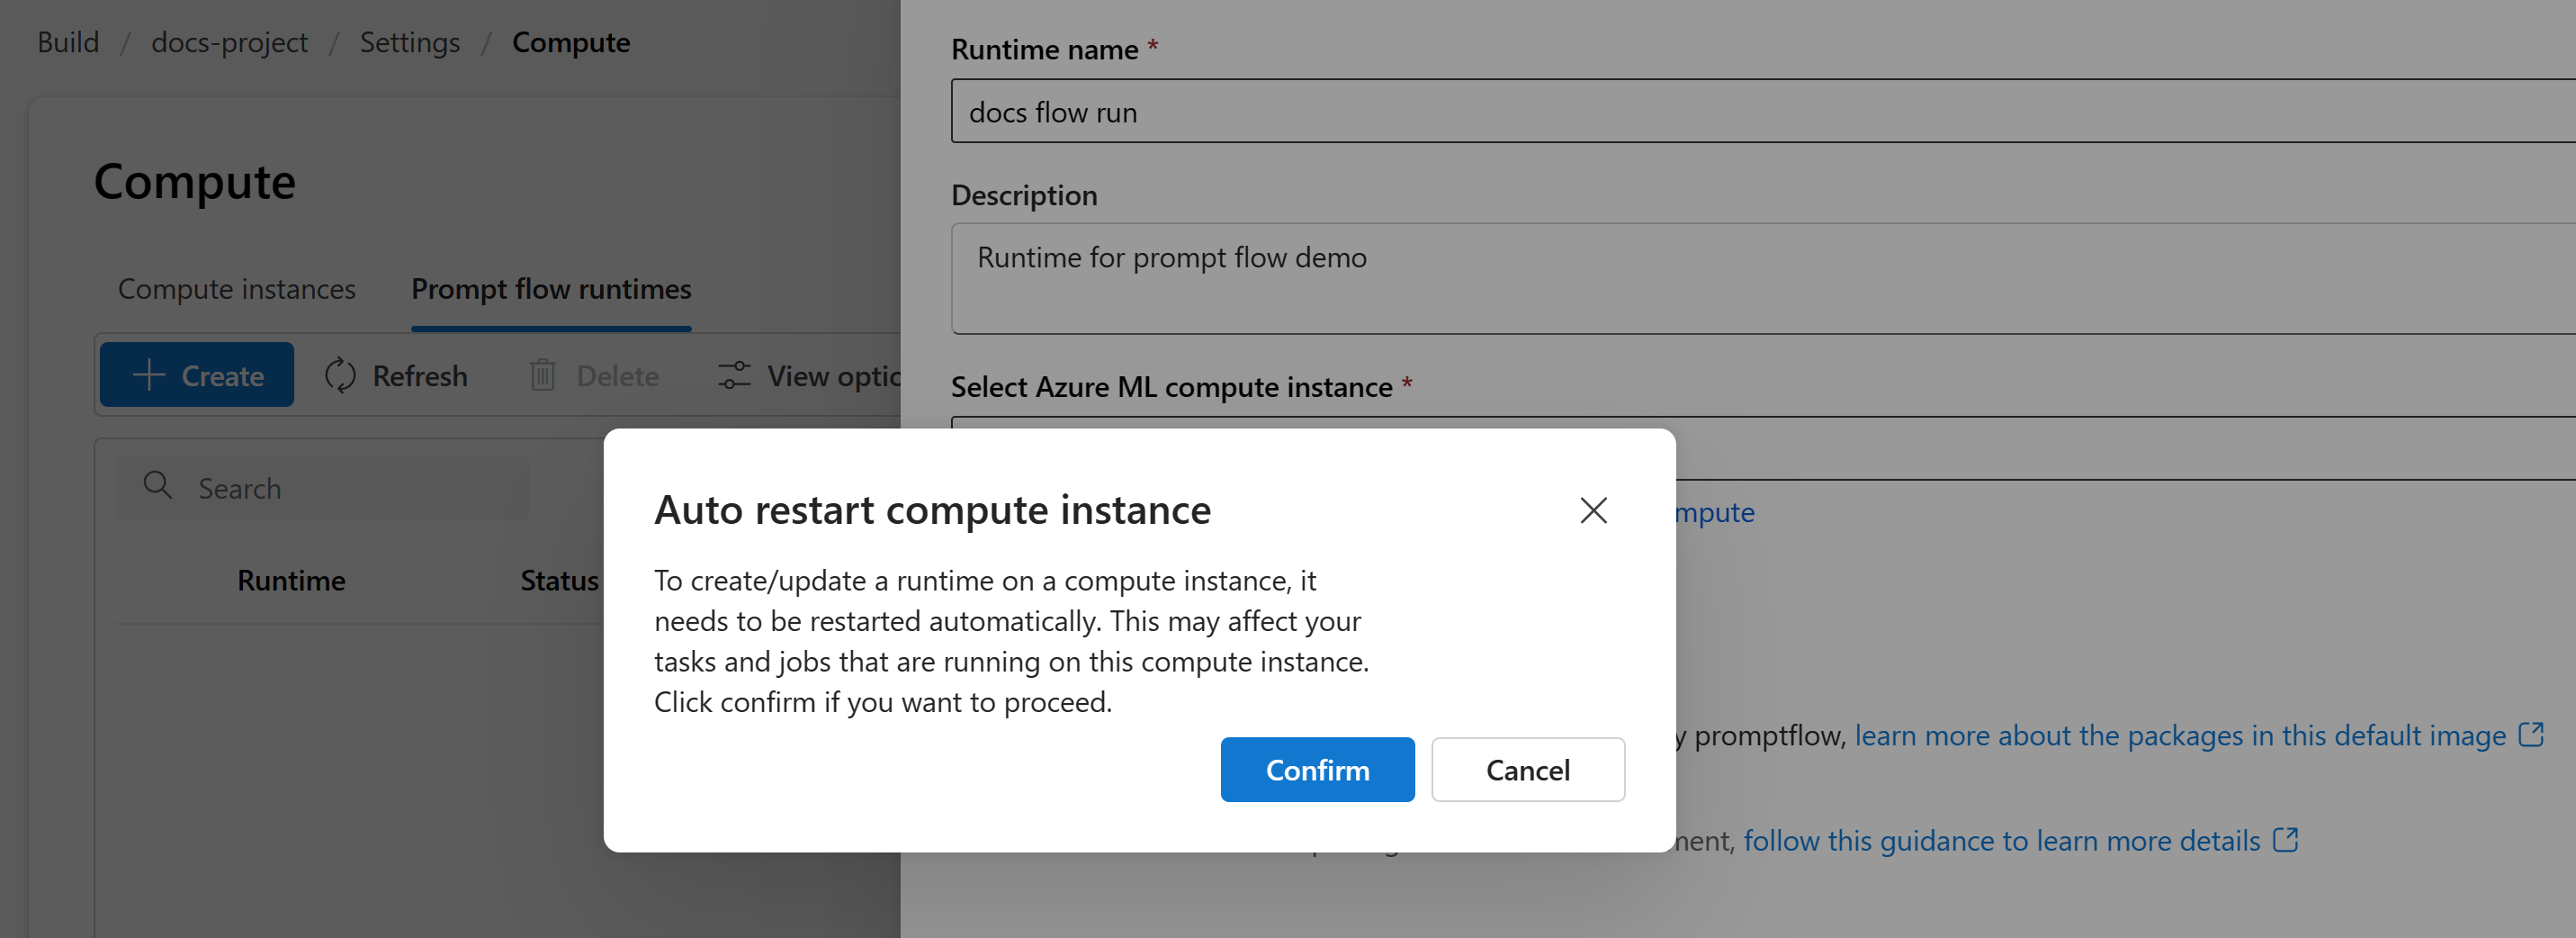 Build / docs-project / Settings / Compute
Compute
Compute instances Prompt flow runtimes
Create Refresh Delete View
Search
Runtime Status
Runtime name *
docs flow run
Description
Runtime for prompt flow demo
Select Azure ML compute instance *
Auto restart compute instance
To create/update a runtime on a compute instance, it
needs to be restarted automatically. This may affect your
tasks and jobs that are running on this compute instance.
Click confirm if you want to proceed.
Confirm Cancel
promptflow, learn more about the packages in this default image
follow this guidance to learn more details